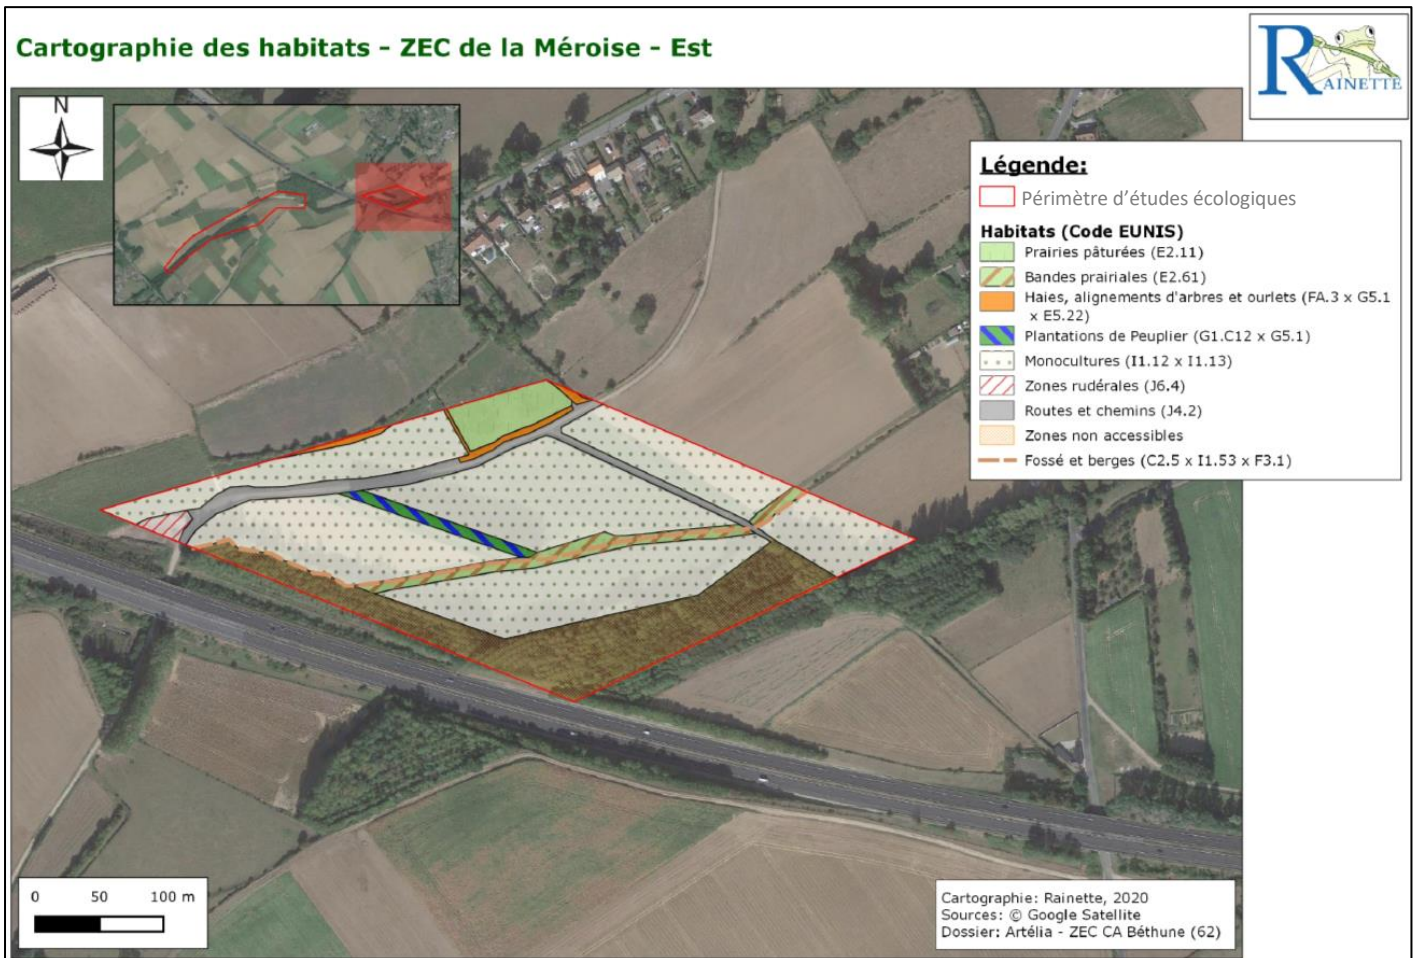 Cartographie des habitats - ZEC de la Méroise - Est
RAINETTE
N
Légende:
Périmètre d’études écologiques
Habitats (Code EUNIS)
Prairies pâturées (E2.11)
Bandes prairiales (E2.61)
Haies, alignements d'arbres et ourlets (FA.3 x G5.1
x E5.22)
Plantations de Peuplier (G1.C12 x G5.1)
Monocultures (I1.12 x I1.13)
Zones rudérales (J6.4)
Routes et chemins (J4.2)
Zones non accessibles
Fossé et berges (C2.5 x I1.53 x F3.1)
0 50 100 m
Cartographie: Rainette, 2020
Sources: © Google Satellite
Dossier: Artélia - ZEC CA Béthune (62)